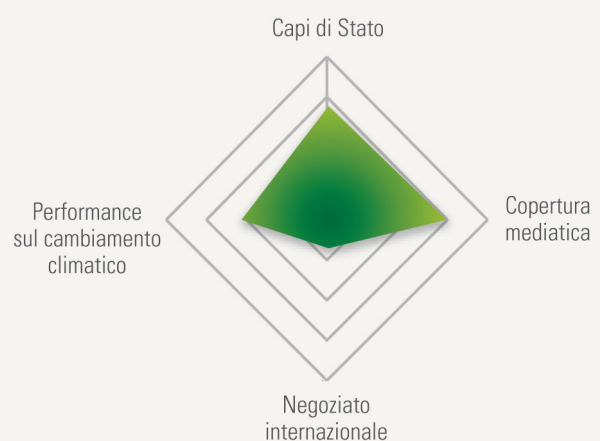 Capi di Stato
Performance
sul cambiamento
climatico
Copertura
mediatica
Negoziato
internazionale